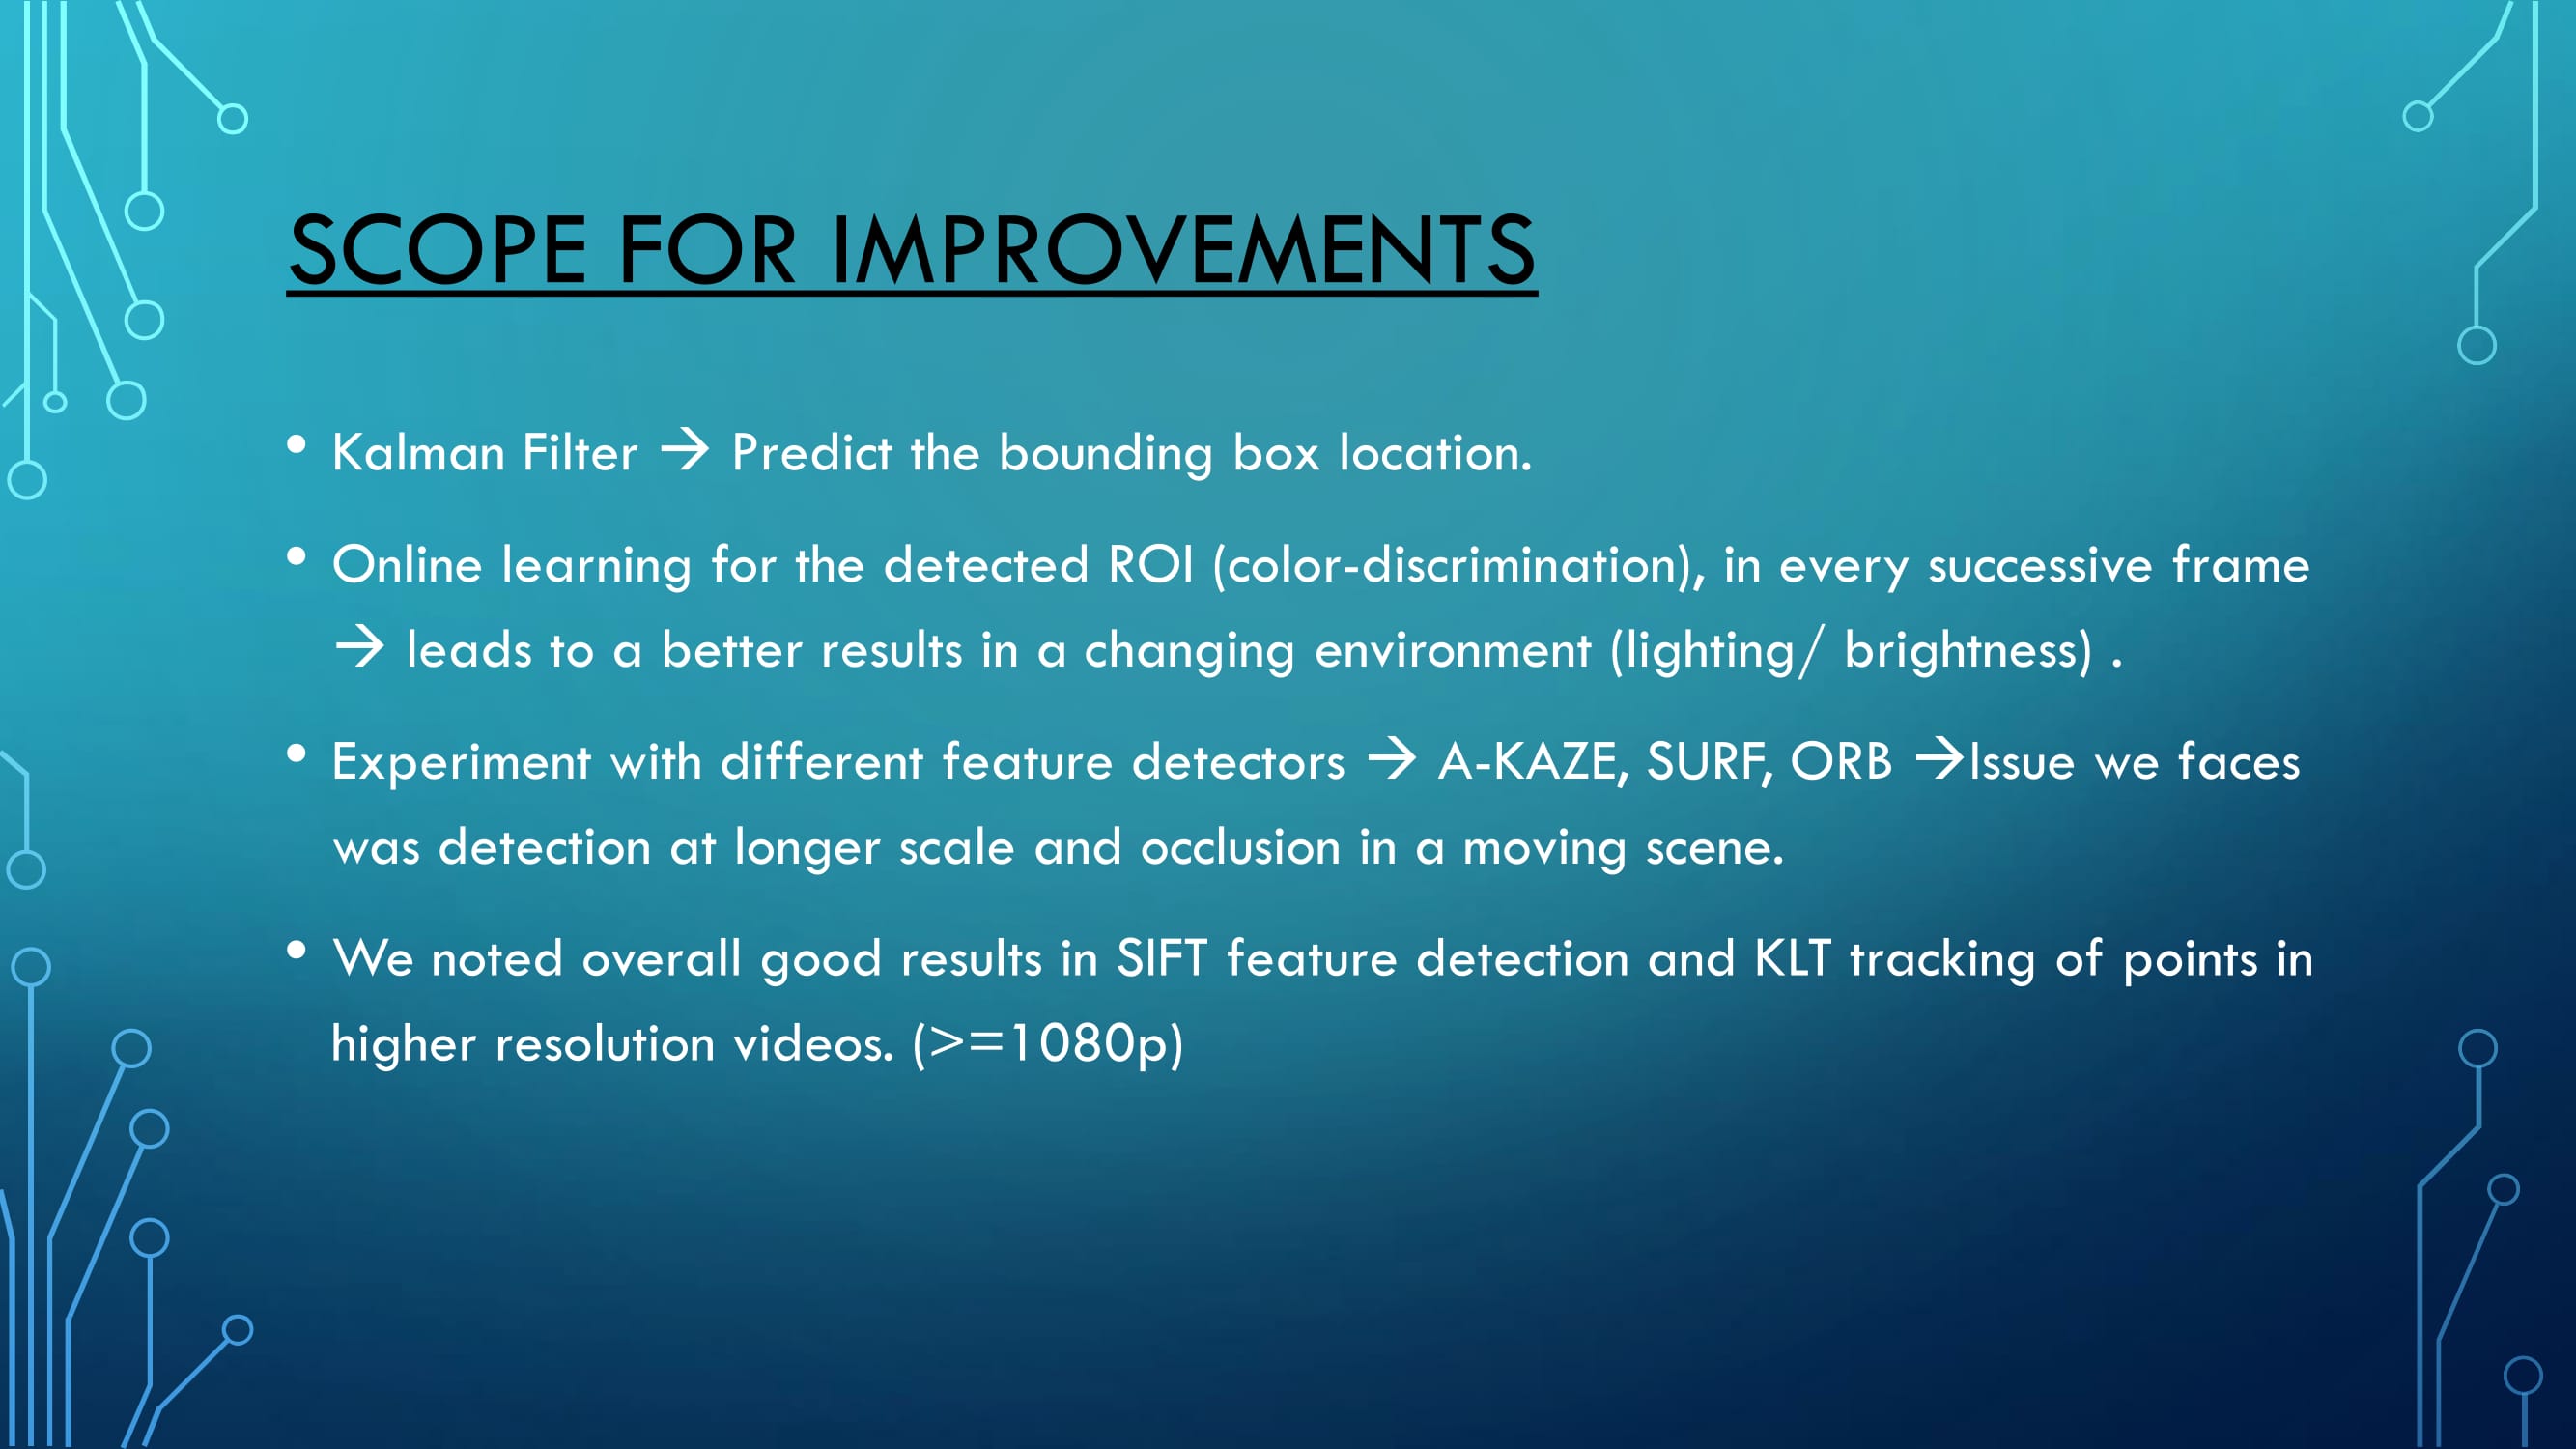 SCOPE FOR IMPROVEMENTS
• Kalman Filter → Predict the bounding box location.
• Online learning for the detected ROI (color-discrimination), in every successive frame
→ leads to a better results in a changing environment (lighting/ brightness) .
• Experiment with different feature detectors → A-KAZE, SURF, ORB →Issue we faces
was detection at longer scale and occlusion in a moving scene.
• We noted overall good results in SIFT feature detection and KLT tracking of points in
higher resolution videos. (>=1080p)